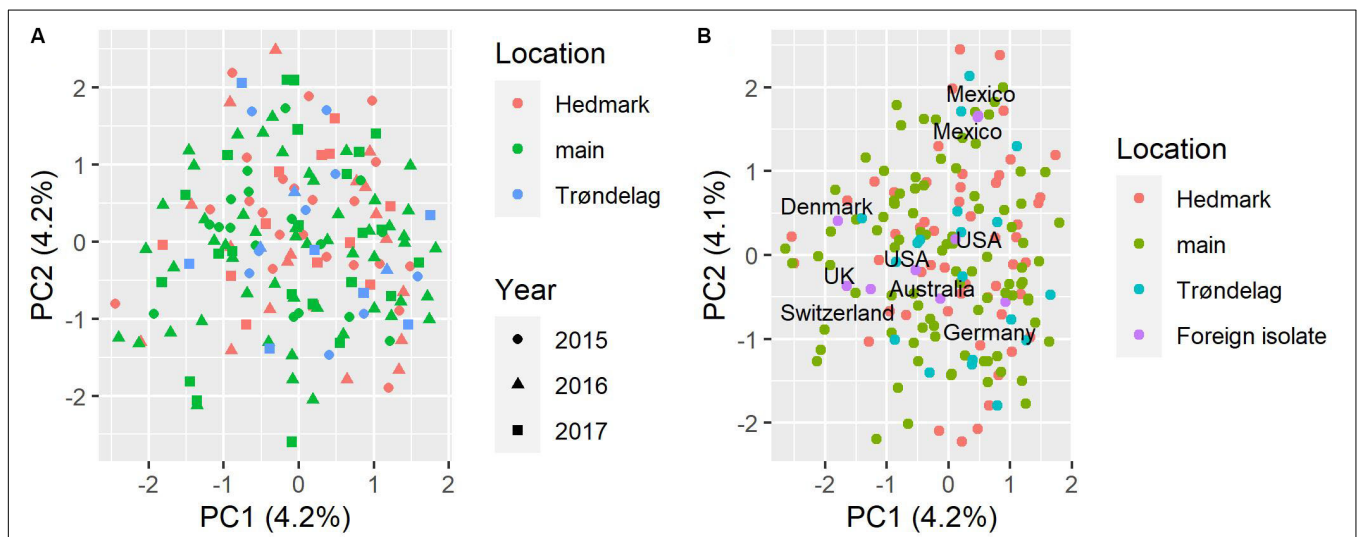 A
PC2 (4.2%)
2
1
0
-1
-2
-2
-1
0
1
2
PC1 (4.2%)
Location
Hedmark
main
Trøndelag
Year
2015
2016
2017
B
PC2 (4.1%)
2
1
0
-1
-2
Mexico
Mexico
Denmark
USA
USA
UK
Australia
Switzerland
Germany
-2
-1
0
1
2
PC1 (4.2%)
Location
Hedmark
main
Trøndelag
Foreign isolate